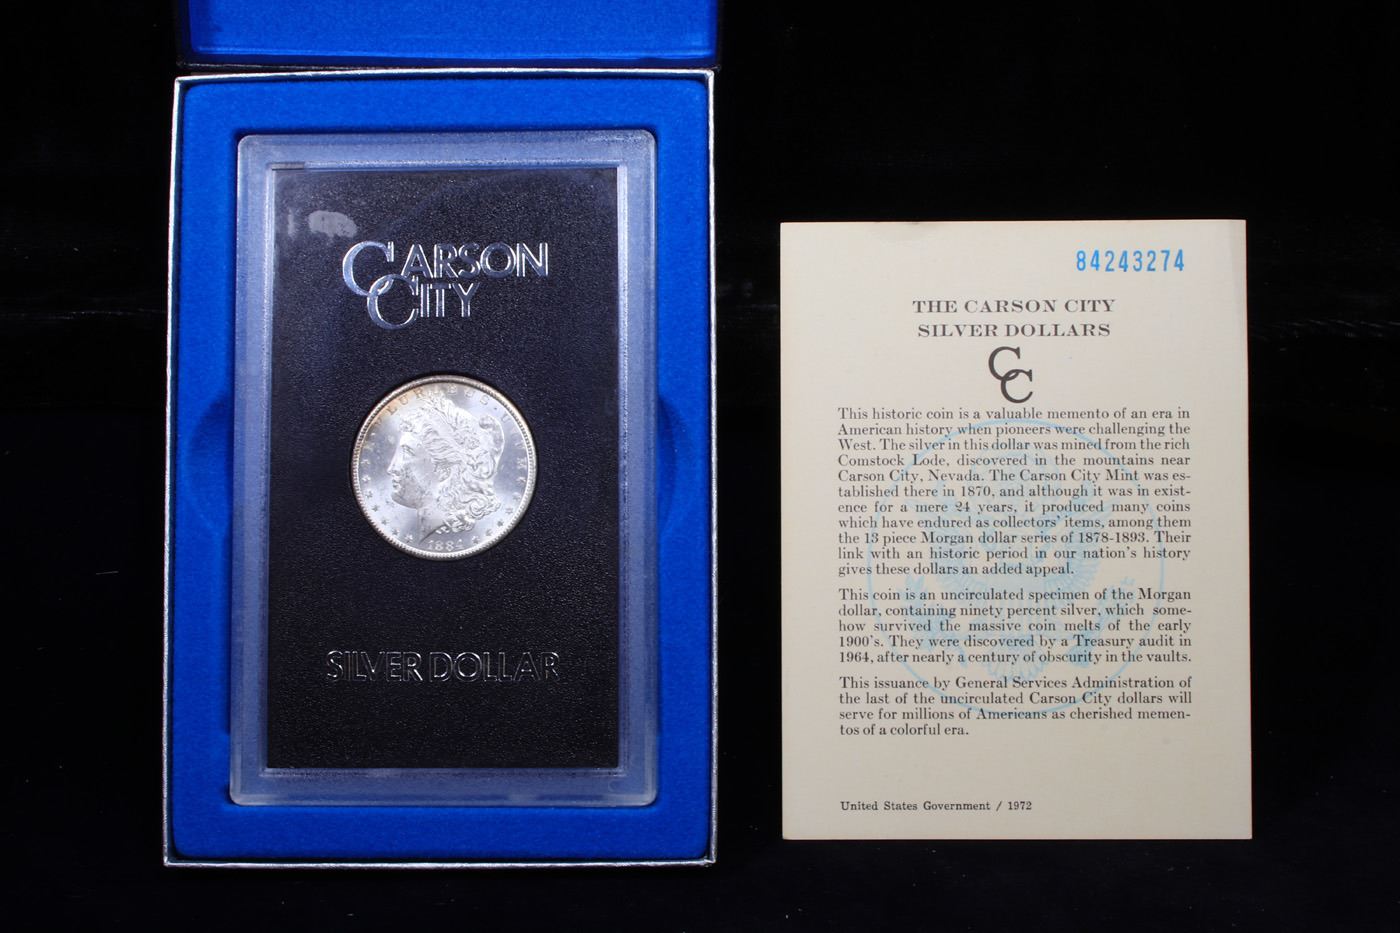 CARSON
CITY
PLURIBUS
1884
SILVER DOLLAR
84243274
THE CARSON CITY
SILVER DOLLARS
CC
This historic coin is a valuable memento of an era in
American history when pioneers were challenging the
West. The silver in this dollar was mined from the rich
Comstock Lode, discovered in the mountains near
Carson City, Nevada. The Carson City Mint was es-
tablished there in 1870, and although it was in exist-
ence for a mere 24 years, it produced many coins
which have endured as collectors' items, among them
the 13 piece Morgan dollar series of 1878-1893. Their
link with an historic period in our nation's history
gives these dollars an added appeal.
This coin is an uncirculated specimen of the Morgan
dollar, containing ninety percent silver, which some-
how survived the massive coin melts of the early
1900's. They were discovered by a Treasury audit in
1964, after nearly a century of obscurity in the vaults.
This issuance by General Services Administration of
the last of the uncirculated Carson City dollars will
serve for millions of Americans as cherished memen-
tos of a colorful era.
United States Government / 1972